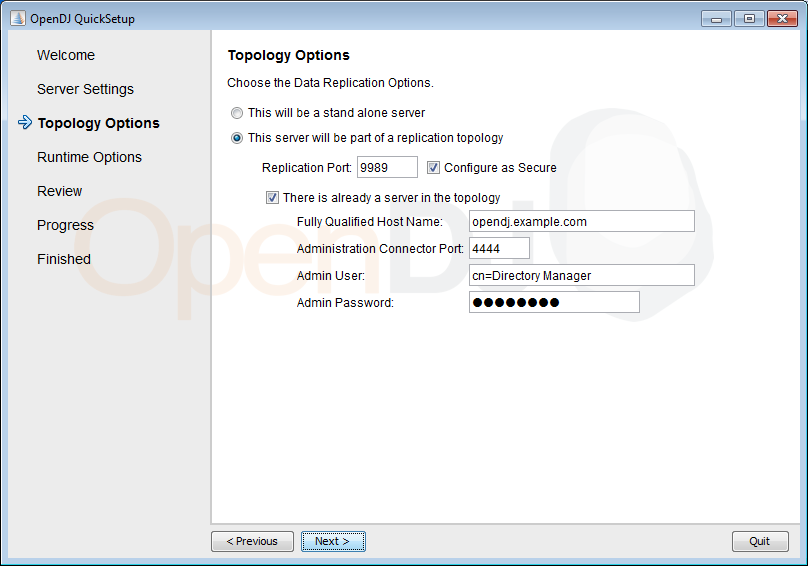 OpenDJ QuickSetup
Welcome
Server Settings
Topology Options
Runtime Options
Review
Progress
Finished
Topology Options
Choose the Data Replication Options.
This will be a stand alone server
This server will be part of a replication topology
Replication Port: 9989 Configure as Secure
There is already a server in the topology
Fully Qualified Host Name: opendj.example.com
Administration Connector Port: 4444
Admin User: cn=Directory Manager
Admin Password: ●●●●●●●●
OpenDJ
< Previous Next > Quit